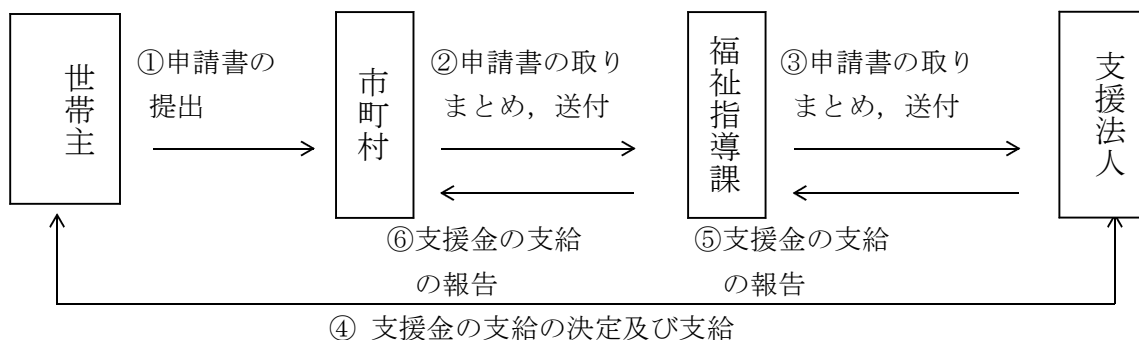 世帯主
①申請書の
提出
市町村
②申請書の取り
まとめ，送付
福祉指導課
③申請書の取り
まとめ，送付
支援法人
⑥支援金の支給
の報告
⑤支援金の支給
の報告
④ 支援金の支給の決定及び支給